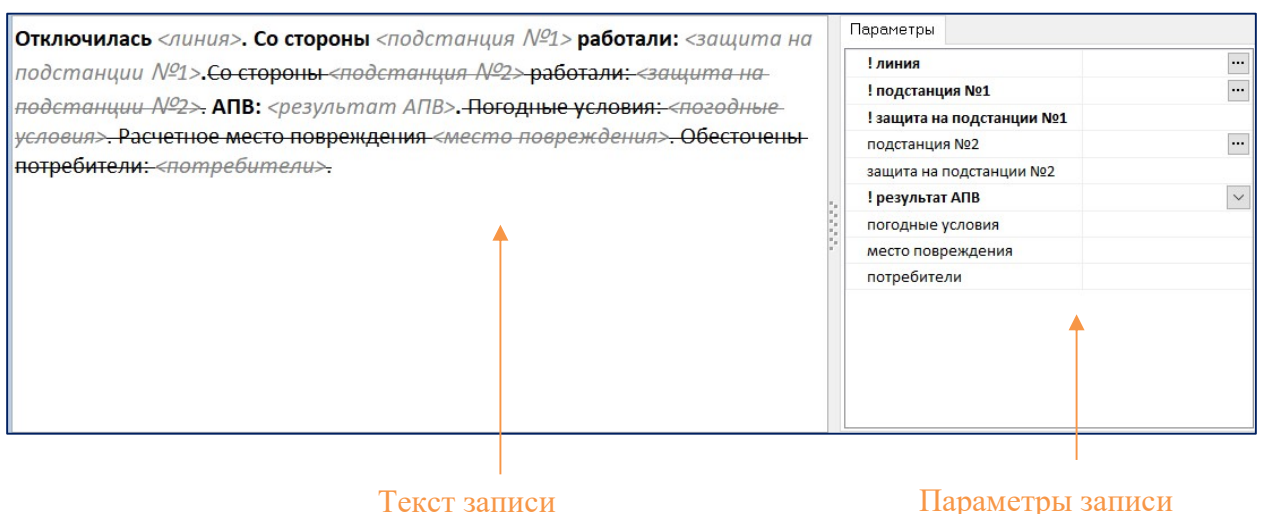 Отключилась <линия>. Со стороны <подстанция №1> работали: <защита на
подстанции №1>.Со стороны <подстанция №2> работали: <защита на
подстанции №2>. АПВ: <результат АПВ>. Погодные условия: <погодные
условия>. Расчетное место повреждения <место повреждения>. Обесточены
потребители: <потребители>.
Параметры
! линия
! подстанция №1
! защита на подстанции №1
подстанция №2
защита на подстанции №2
! результат АПВ
погодные условия
место повреждения
потребители
Текст записи
Параметры записи